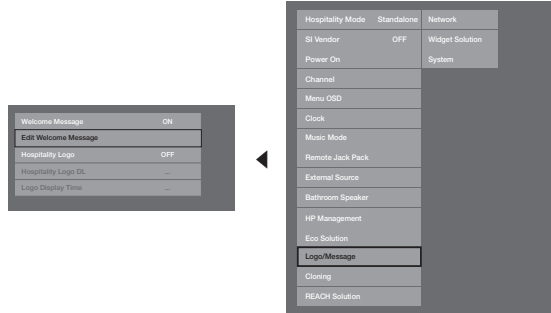 Welcome Message ON
Edit Welcome Message
Hospitality Logo OFF
Hospitality Logo DL ...
Logo Display Time ...
Hospitality Mode Standalone Network
SI Vendor OFF Widget Solution
Power On System
Channel
Menu OSD
Clock
Music Mode
Remote Jack Pack
External Source
Bathroom Speaker
HP Management
Eco Solution
Logo/Message
Cloning
REACH Solution